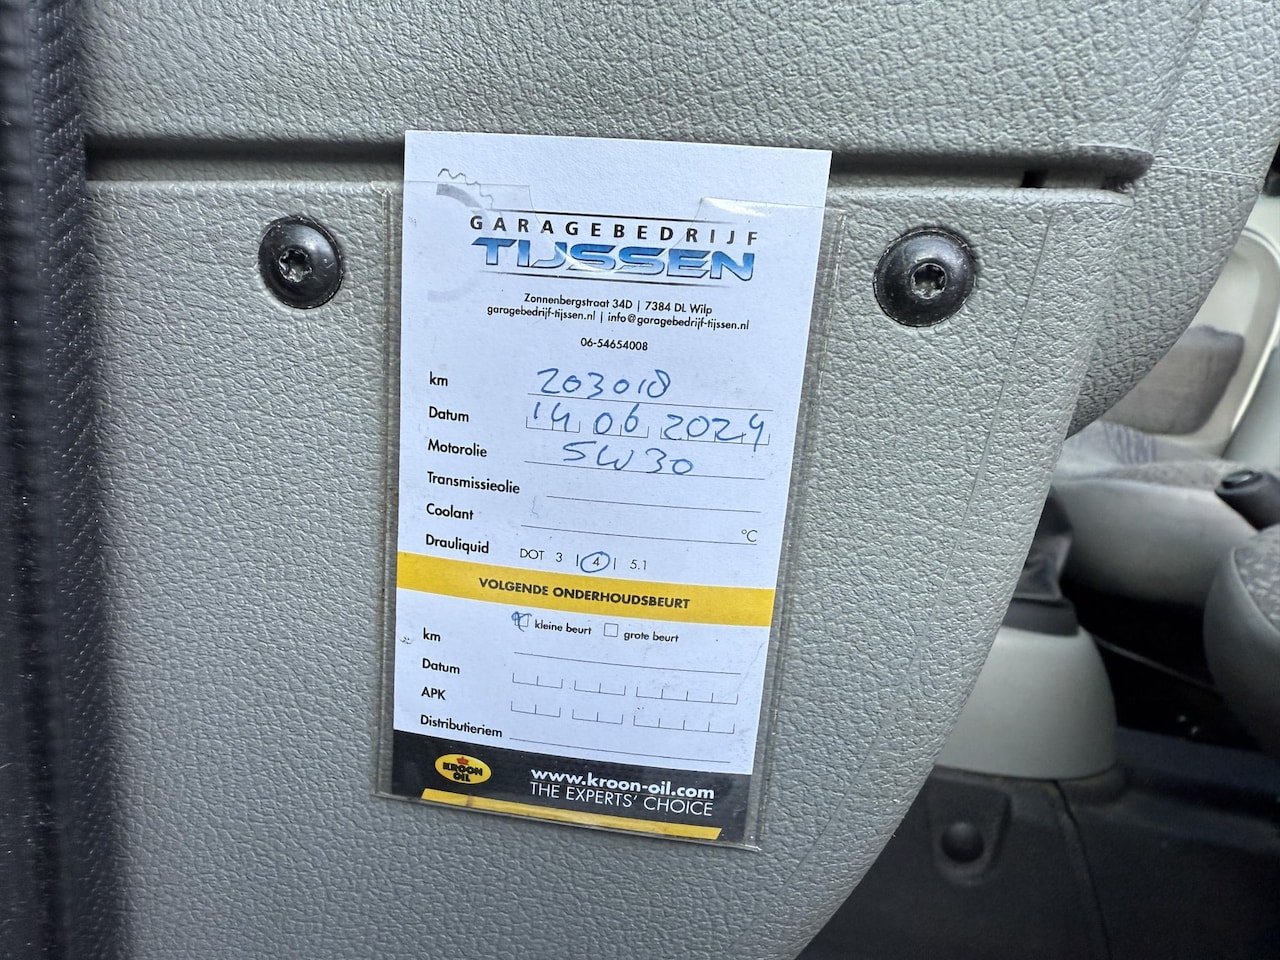 GARAGEBEDRIJF
TIJSSEN
Zonnenbergstraat 34D | 7384 DL Wilp
garagebedrijf-tijssen.nl | info@garagebedrijf-tijssen.nl
06-54654008
km 203018
Datum 14 06 2024
Motorolie 5W30
Transmissieolie
Coolant °C
Drauliquid DOT 3 | 4 | 5.1
VOLGENDE ONDERHOUDSBEURT
kleine beurt grote beurt
km
Datum
APK
Distributieriem
KROON
OIL
www.kroon-oil.com
THE EXPERTS' CHOICE